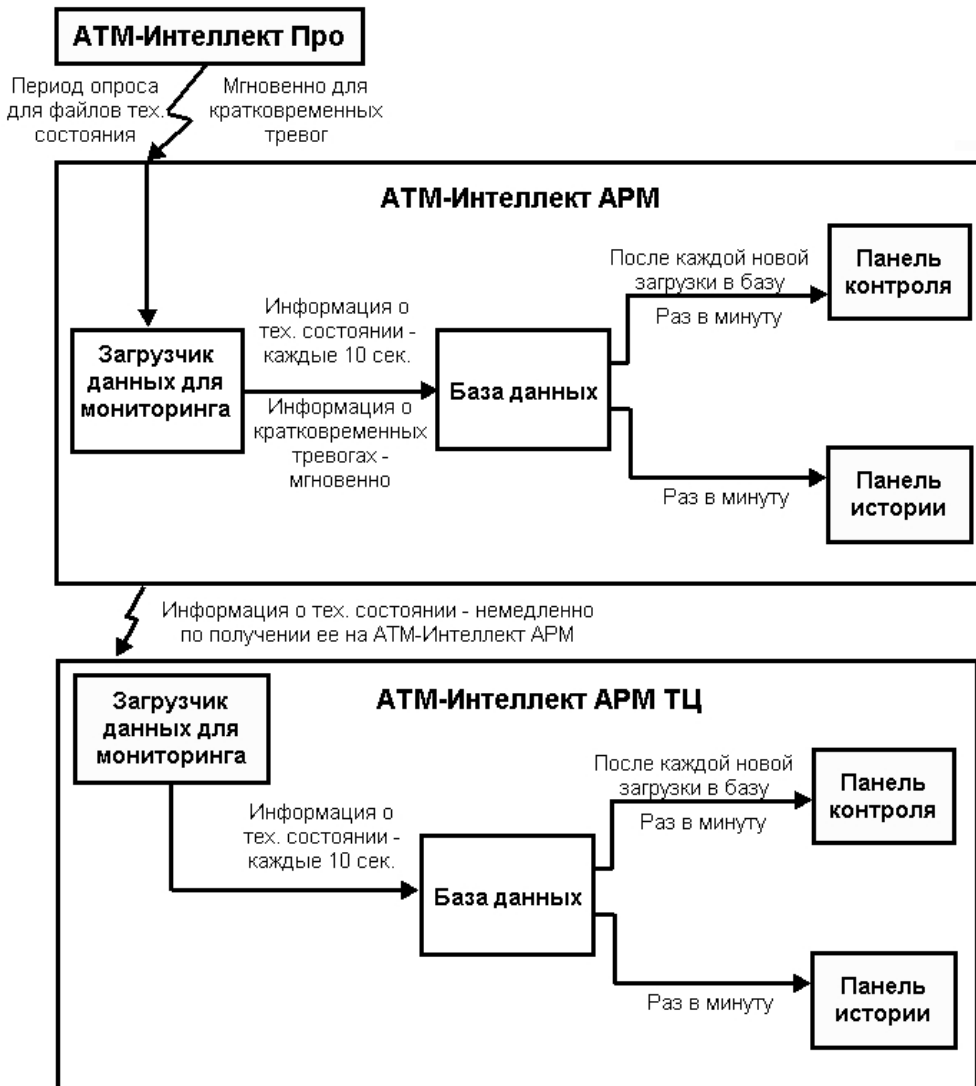 АТМ-Интеллект Про
Период опроса
для файлов тех.
состояния
Мгновенно для
кратковременных
тревог
АТМ-Интеллект АРМ
Загрузчик
данных для
мониторинга
Информация о
тех. состоянии -
каждые 10 сек.
Информация о
кратковременных
тревогах -
мгновенно
База данных
После каждой новой
загрузки в базу
Раз в минуту
Панель
контроля
Раз в минуту
Панель
истории
Информация о тех. состоянии - немедленно
по получении ее на АТМ-Интеллект АРМ
АТМ-Интеллект АРМ ТЦ
Загрузчик
данных для
мониторинга
Информация о
тех. состоянии -
каждые 10 сек.
База данных
После каждой новой
загрузки в базу
Раз в минуту
Панель
контроля
Раз в минуту
Панель
истории